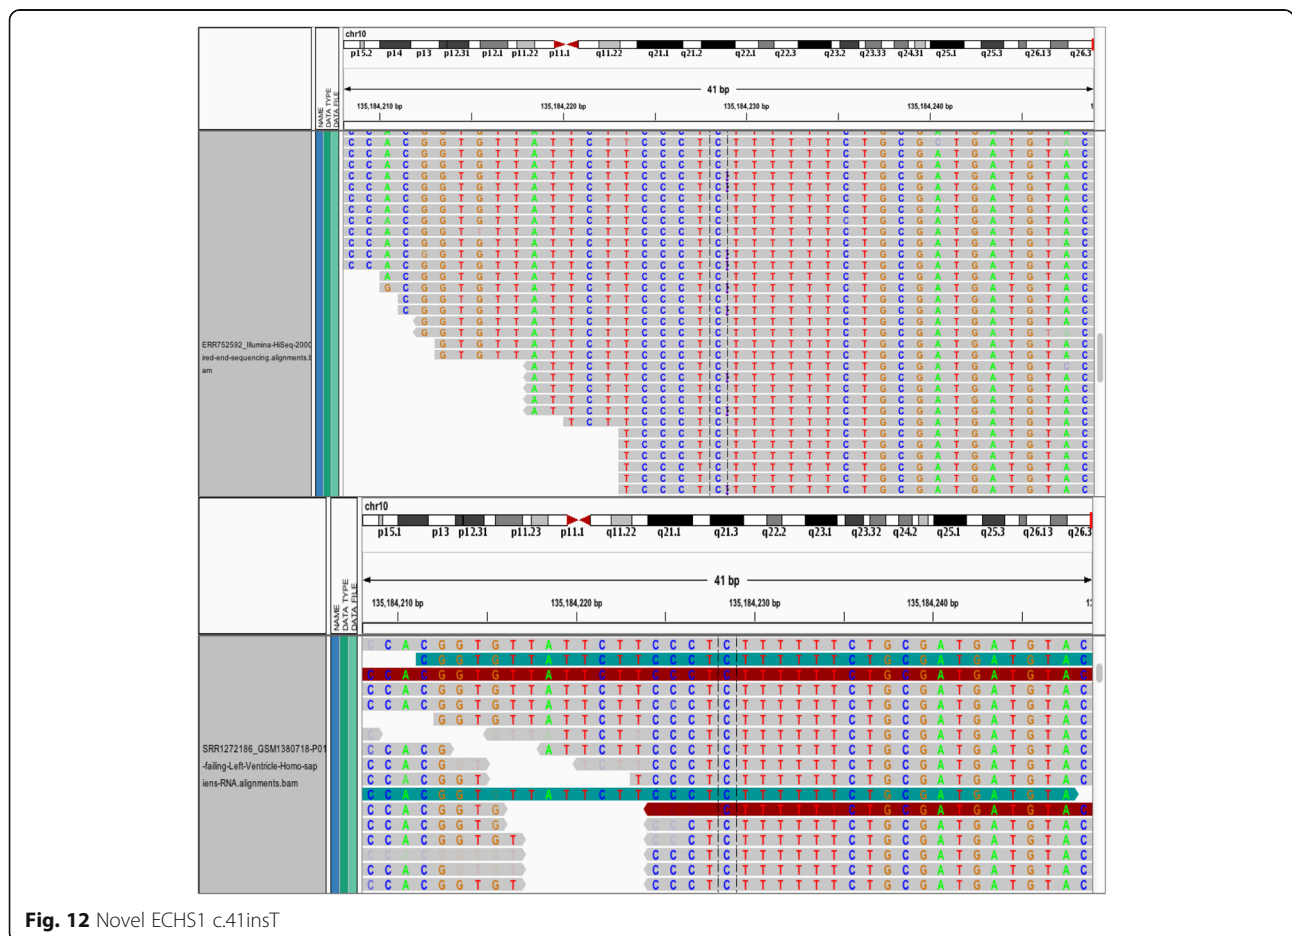 chr10
p15.2 p14 p13 p12.31 p12.1 p11.22 p11.1 q11.22 q21.1 q21.2 q22.1 q22.3 q23.2 q23.33 q24.31 q25.1 q25.3 q26.13 q26.3
41 bp
135,184,210 bp 135,184,220 bp 135,184,230 bp 135,184,240 bp
NAME
DATA TYPE
DATA FILE
ERR752592_Illumina-HiSeq-2000
ired-end-sequencing.alignments.b
am
C C A C G G T G T T A T T C T T C C C T C T T T T T T C T G C G A T G A T G T A C
C C A C G G T G T T A T T C T T C C C T C T T T T T T C T G C G A T G A T G T A C
C C A C G G T G T T A T T C T T C C C T C T T T T T T C T G C G A T G A T G T A C
C C A C G G T G T T A T T C T T C C C T C T T T T T T C T G C G A T G A T G T A C
C C A C G G T G T T A T T C T T C C C T C T T T T T T C T G C G A T G A T G T A C
C C A C G G T G T T A T T C T T C C C T C T T T T T T C T G C G A T G A T G T A C
C C A C G G T G T T A T T C T T C C C T C T T T T T T C T G C G A T G A T G T A C
C C A C G G T T T T A T T C T T C C C T C T T T T T T C T G C G A T G A T G T A C
C C A C G G T G T T A T T C T T C C C T C T T T T T T C T G C G A T G A T G T A C
C C A C G G T G T T A T T C T T C C C T C T T T T T T C T G C G A T G A T G T A C
C C A C G G T G T T A T T C T T C C C T C T T T T T T C T G C G A T G A T G T A C
A C G G T G T T A T T C T T C C C T C T T T T T T C T G C G A T G A T G T A C
G C G G T G T T A T T C T T C C C T C T T T T T T C T G C G A T G A T G T A C
C G G T G T T A T T C T T C C C T C T T T T T T C T G C G A T G A T G T A C
C G G T G T T A T T C T T C C C T C T T T T T T C T G C G A T G A T G T A C
G G T G T T A T T C T T C C C T C T T T T T T C T G C G A T G A T G T A C
G G T G T T A T T C T T C C C T C T T T T T T C T G C G A T G A T G
G T G T T A T T C T T C C C T C T T T T T T C T G C G A T G A T G T A C
G T G T T A T T C T T C C C T C T T T T T T C T G C G A T G A T G T A C
A T T C T T C C C T C T T T T T T C T G C G A T G A T G T C C
A T T C T T C C C T C T T T T T T C T G C G A T G A T G T A C
A T T C T T C C C T C T T T T T T C T G C G A T G A T G T A C
A T T C T T C C C T C T T T T T T C T G C G A T G A T G T A C
A T T C T T C C C T C T T T T T T C T G C G A T G A T G T A C
T C T T C C C T C T T T T T T C T G C G A T G A T G T A C
T C C C T C T T T T T T C T G C G A T G A T G T A C
T C C C T C T T T T T T C T G C G A T G A T G T A C
T C C C T C T T T T T T C T G C G A T G A T G T A C
T C C C T C T T T T T T C T G C G A T G A T G T A C
T C C C T C T T T T T T C T G C G A T G A T G T A C
T C C C T C T T T T T T C T G C G A T G A T G T A C
chr10
p15.1 p13 p12.31 p11.23 p11.1 q11.22 q21.1 q21.3 q22.2 q23.1 q23.32 q24.2 q25.1 q25.3 q26.13 q26.3
41 bp
135,184,210 bp 135,184,220 bp 135,184,230 bp 135,184,240 bp
NAME
DATA TYPE
DATA FILE
SRR1272186_GSM1380718-P01
-failing-Left-Ventricle-Homo-sap
iens-RNA.alignments.bam
C C A C G G T G T T A T T C T T C C C T C T T T T T T C T G C G A T G A T G T A C
C G G T G T T A T T C T T C C C T C T T T T T T C T G C G A T G A T G T A C
C C A C G G T G T T A T T C T T C C C T C T T T T T T C T G C G A T G A T G T A C
C C A C G G T G T T A T T C T T C C C T C T T T T T T C T G C G A T G A T G T A C
C C A C G G T G T T A T T C T T C C C T C T T T T T T C T G C G A T G A T G T A C
G G T G T T A T T C T T C C C T C T T T T T T C T G C G A T G A T G T A C
C T C T T C C C T C T T T T T T C T G C G A T G A T G T A C
C C A C G A T T C T T C C C T C T T T T T T C T G C G A T G A T G T A C
C C A C G T C T T C C C T C T T T T T T C T G C G A T G A T G T A C
C C A C G G T T C C C T C T T T T T T C T G C G A T G A T G T A C
C C A C G G T T T A T T C T T C C C T C T T T T T T C T G C G A T G A T G T A
C C A C G G T G C T T T T T T C T G C G A T G A T G T A C
C C A C G G T G C T C T T T T T T C T G C G A T G A T G T A C
C C A C G G T G T C T C T T T T T T C T G C G A T G A T G T A C
C C C T C T T T T T T C T G C G A T G A T G T A C
C C A C G C C C T C T T T T T T C T G C G A T G A T G T A C
C C A C G G T G T C C C T C T T T T T T C T G C G A T G A T G T A C
Fig. 12 Novel ECHS1 c.41insT